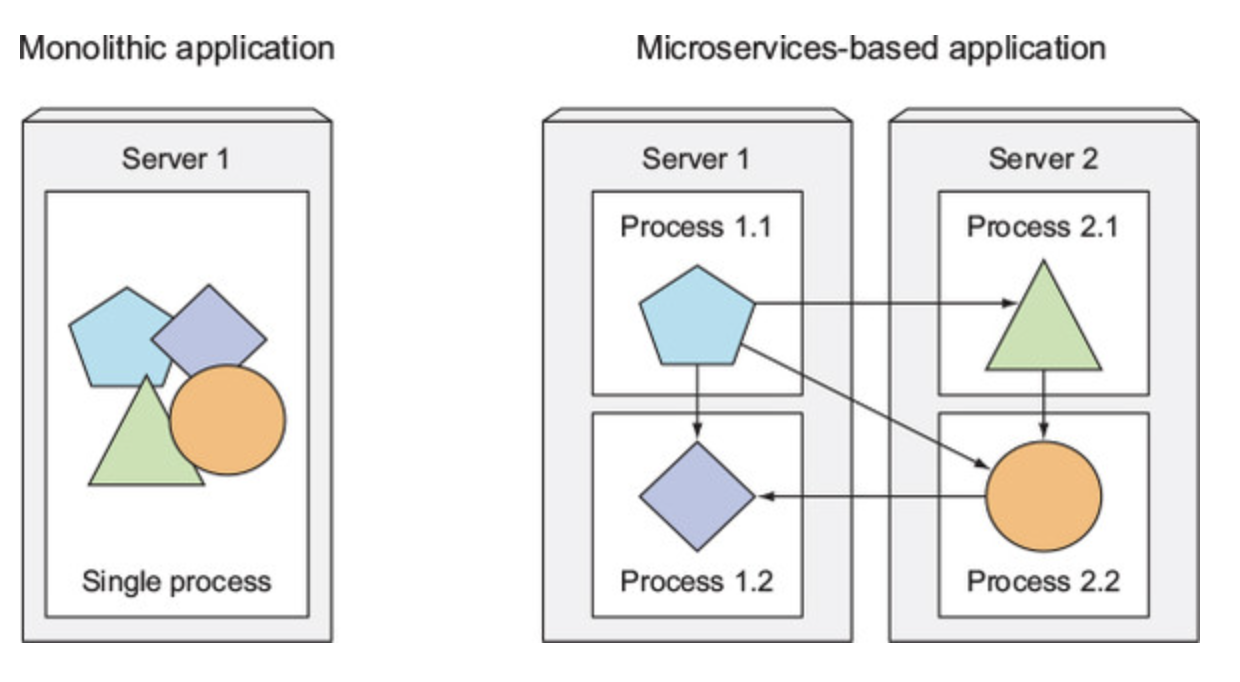 Monolithic application
Microservices-based application
Server 1
Single process
Server 1
Process 1.1
Process 1.2
Server 2
Process 2.1
Process 2.2